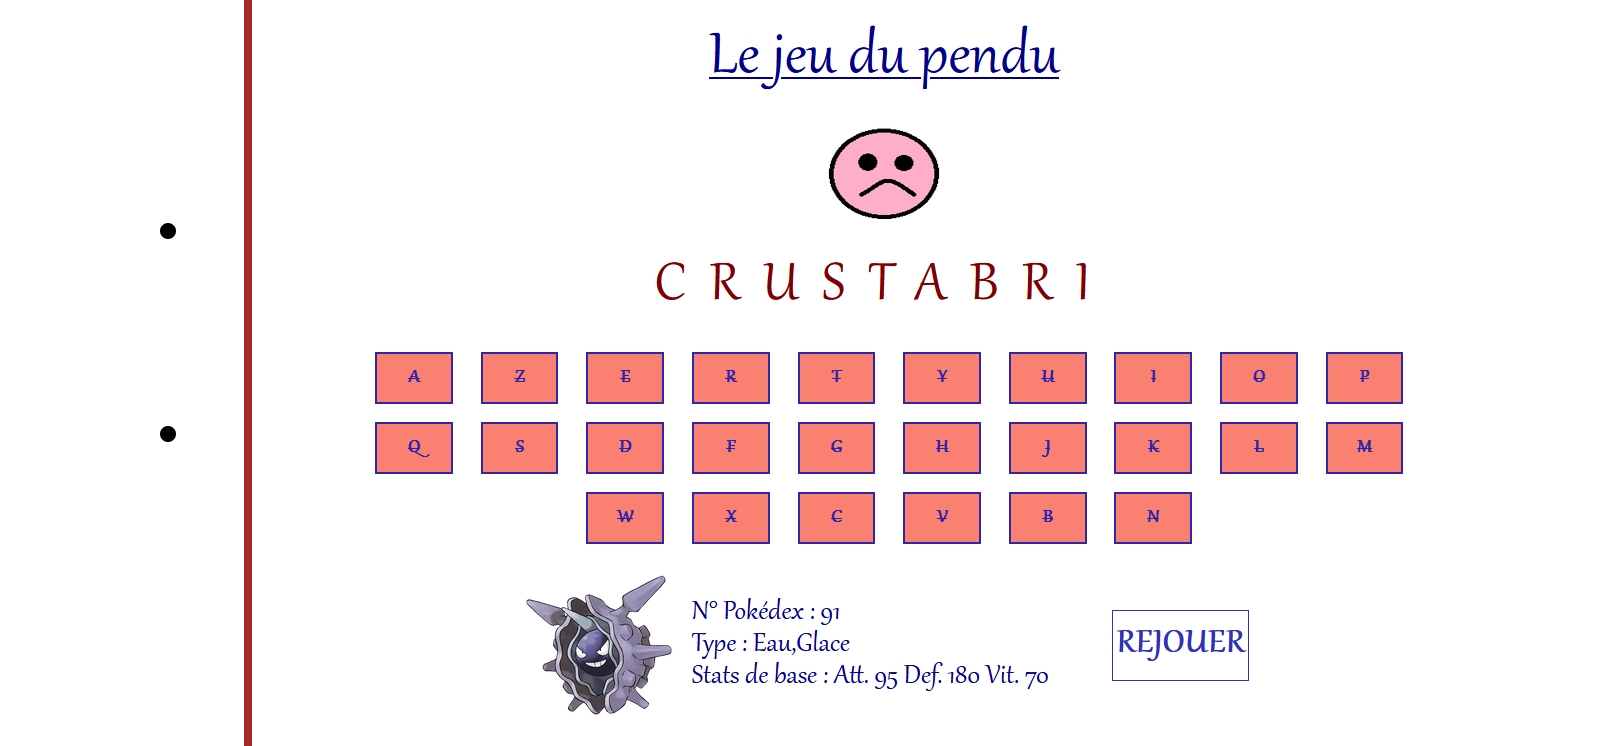 Le jeu du pendu
C R U S T A B R I
A Z E R T Y U I O P
Q S D F G H J K L M
W X C V B N
N° Pokédex : 91
Type : Eau,Glace
Stats de base : Att. 95 Def. 180 Vit. 70
REJOUER